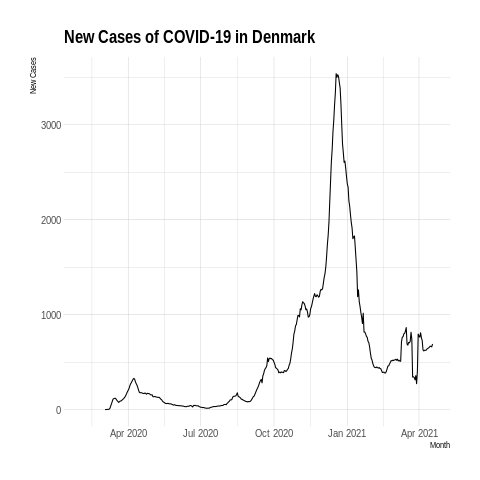 New Cases of COVID-19 in Denmark
New Cases
3000
2000
1000
0
Apr 2020 Jul 2020 Oct 2020 Jan 2021 Apr 2021
Month